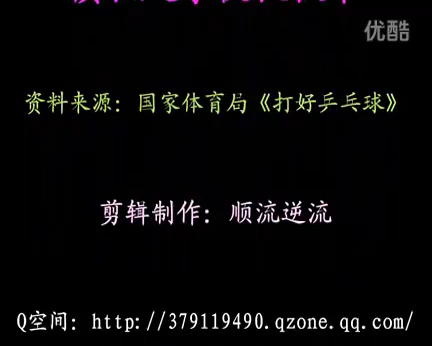 优酷
资料来源：国家体育局《打好乒乓球》
剪辑制作：顺流逆流
Q空间：http://379119490.qzone.qq.com/